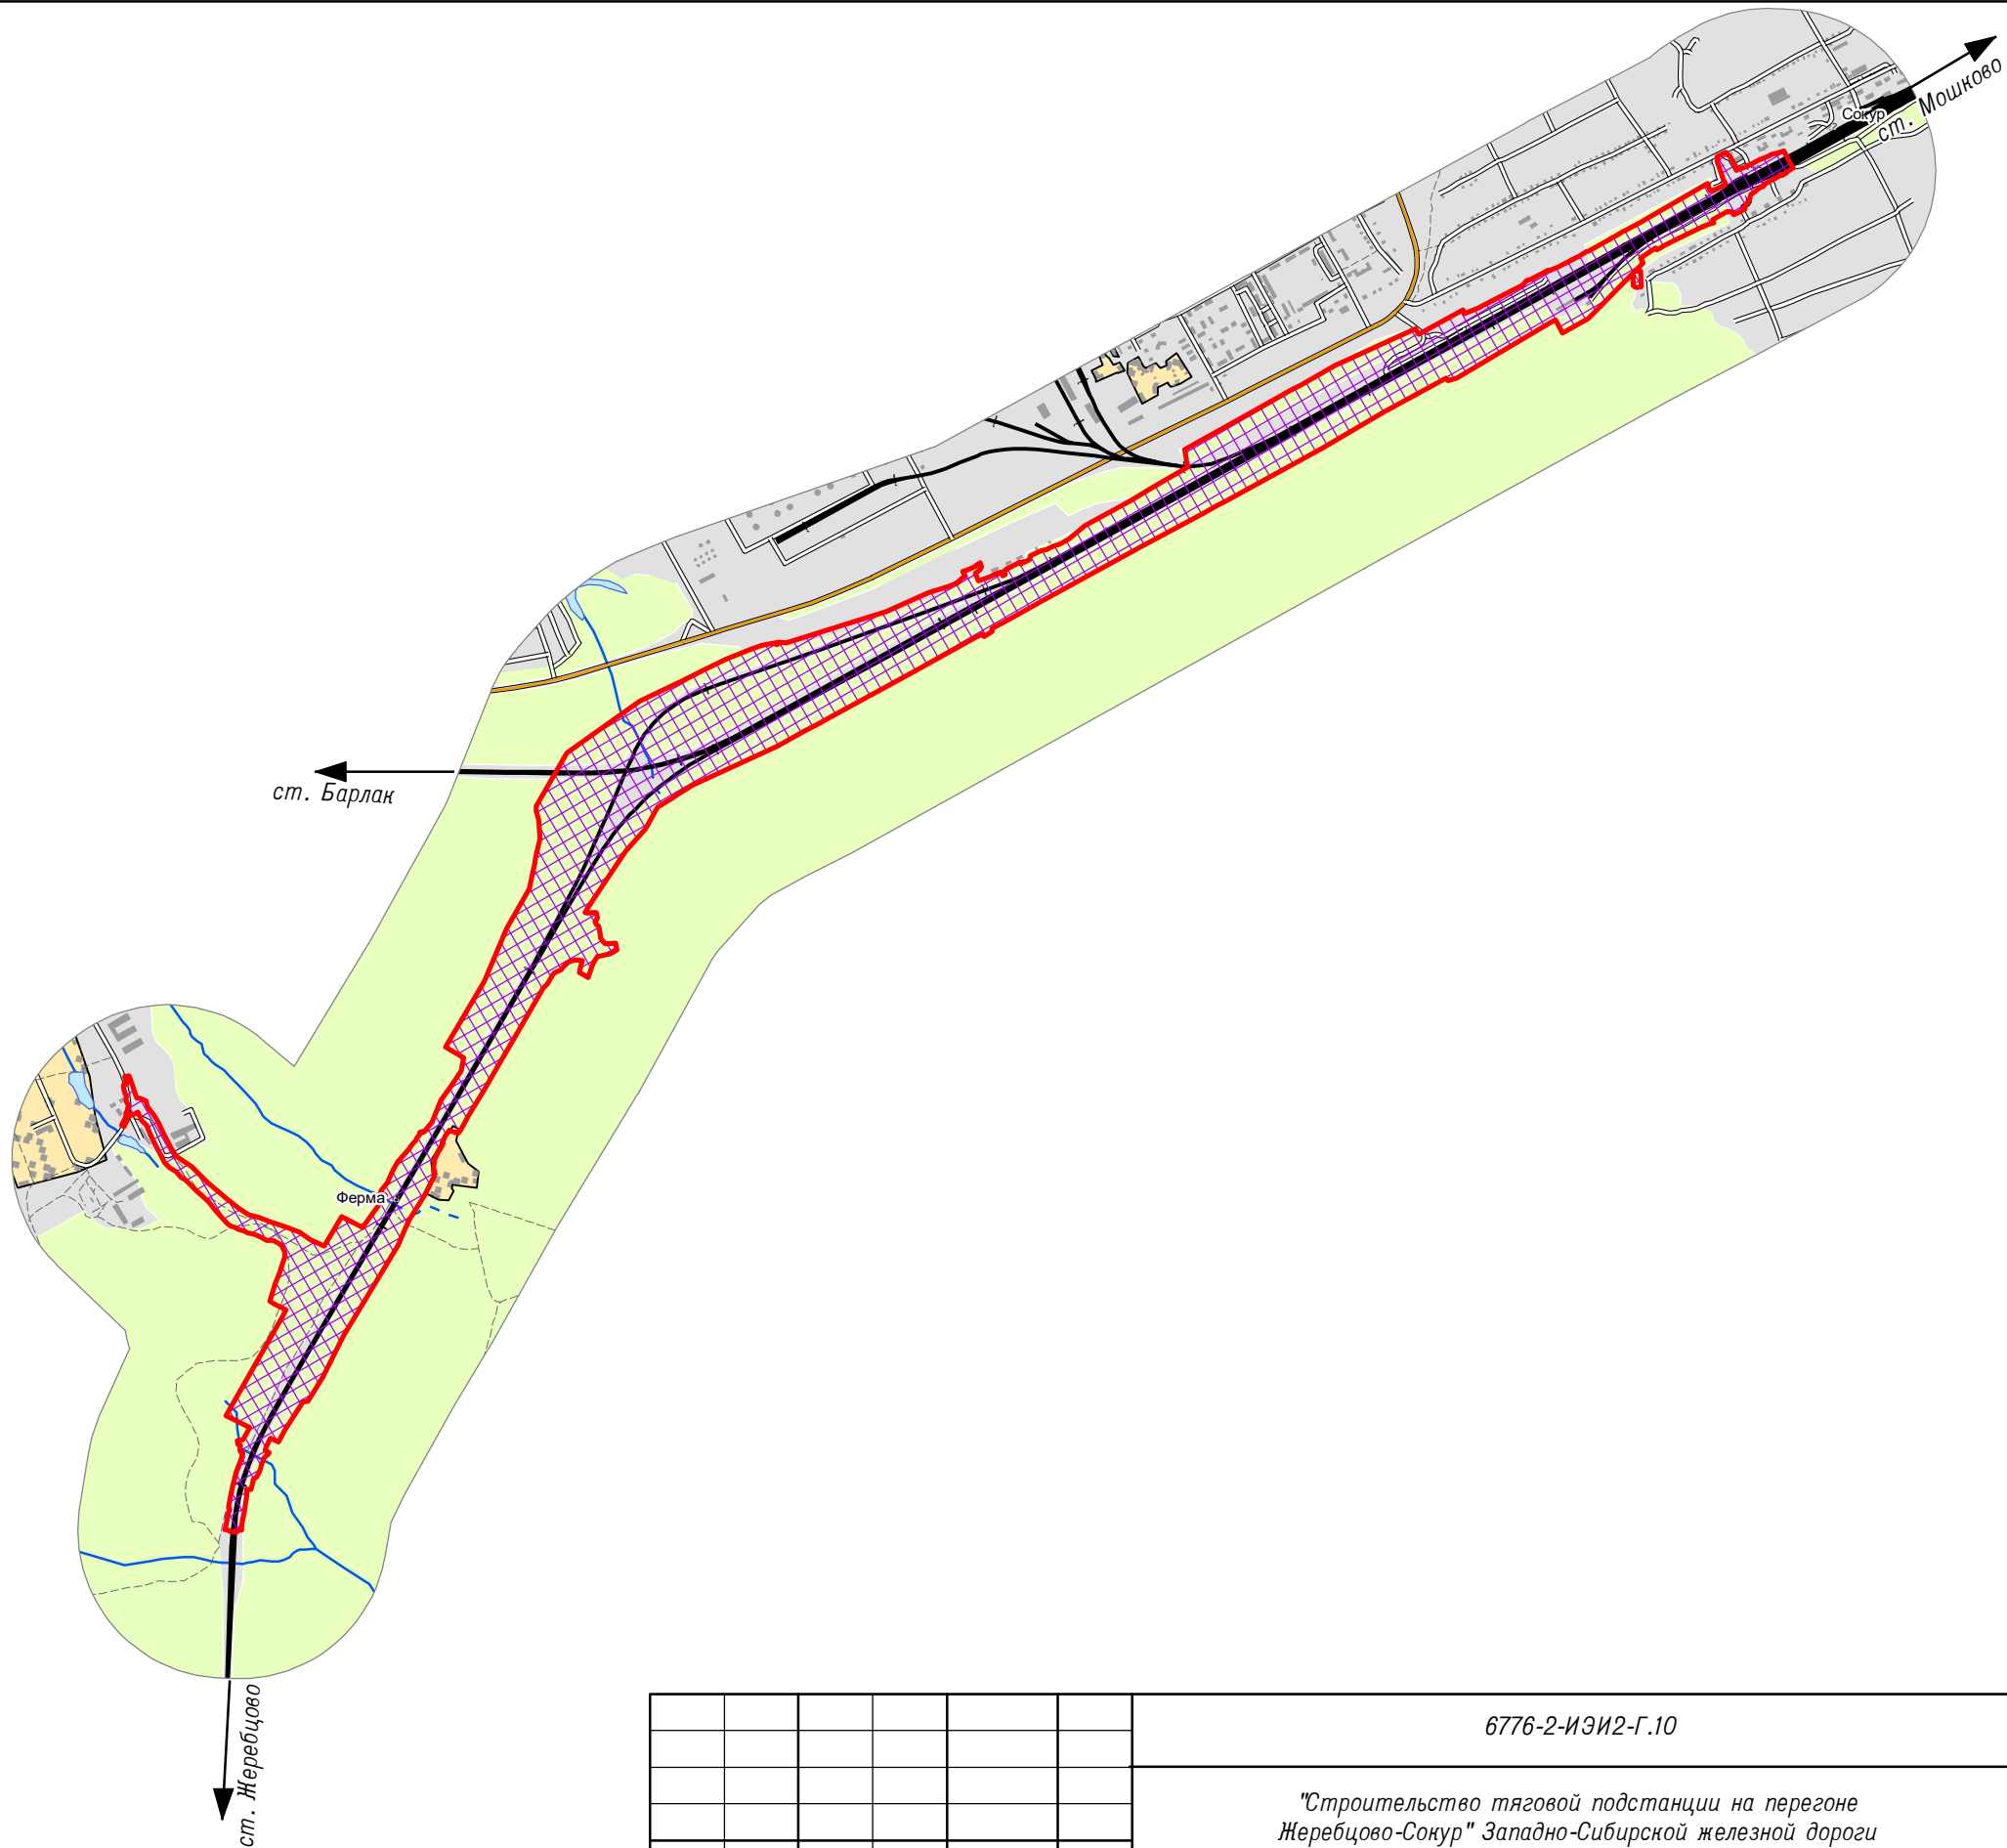 Сокур
ст. Мошково
ст. Барлак
Ферма
ст. Жеребцово
6776-2-ИЭИ2-Г.10
"Строительство тяговой подстанции на перегоне
Жеребцово-Сокур" Западно-Сибирской железной дороги